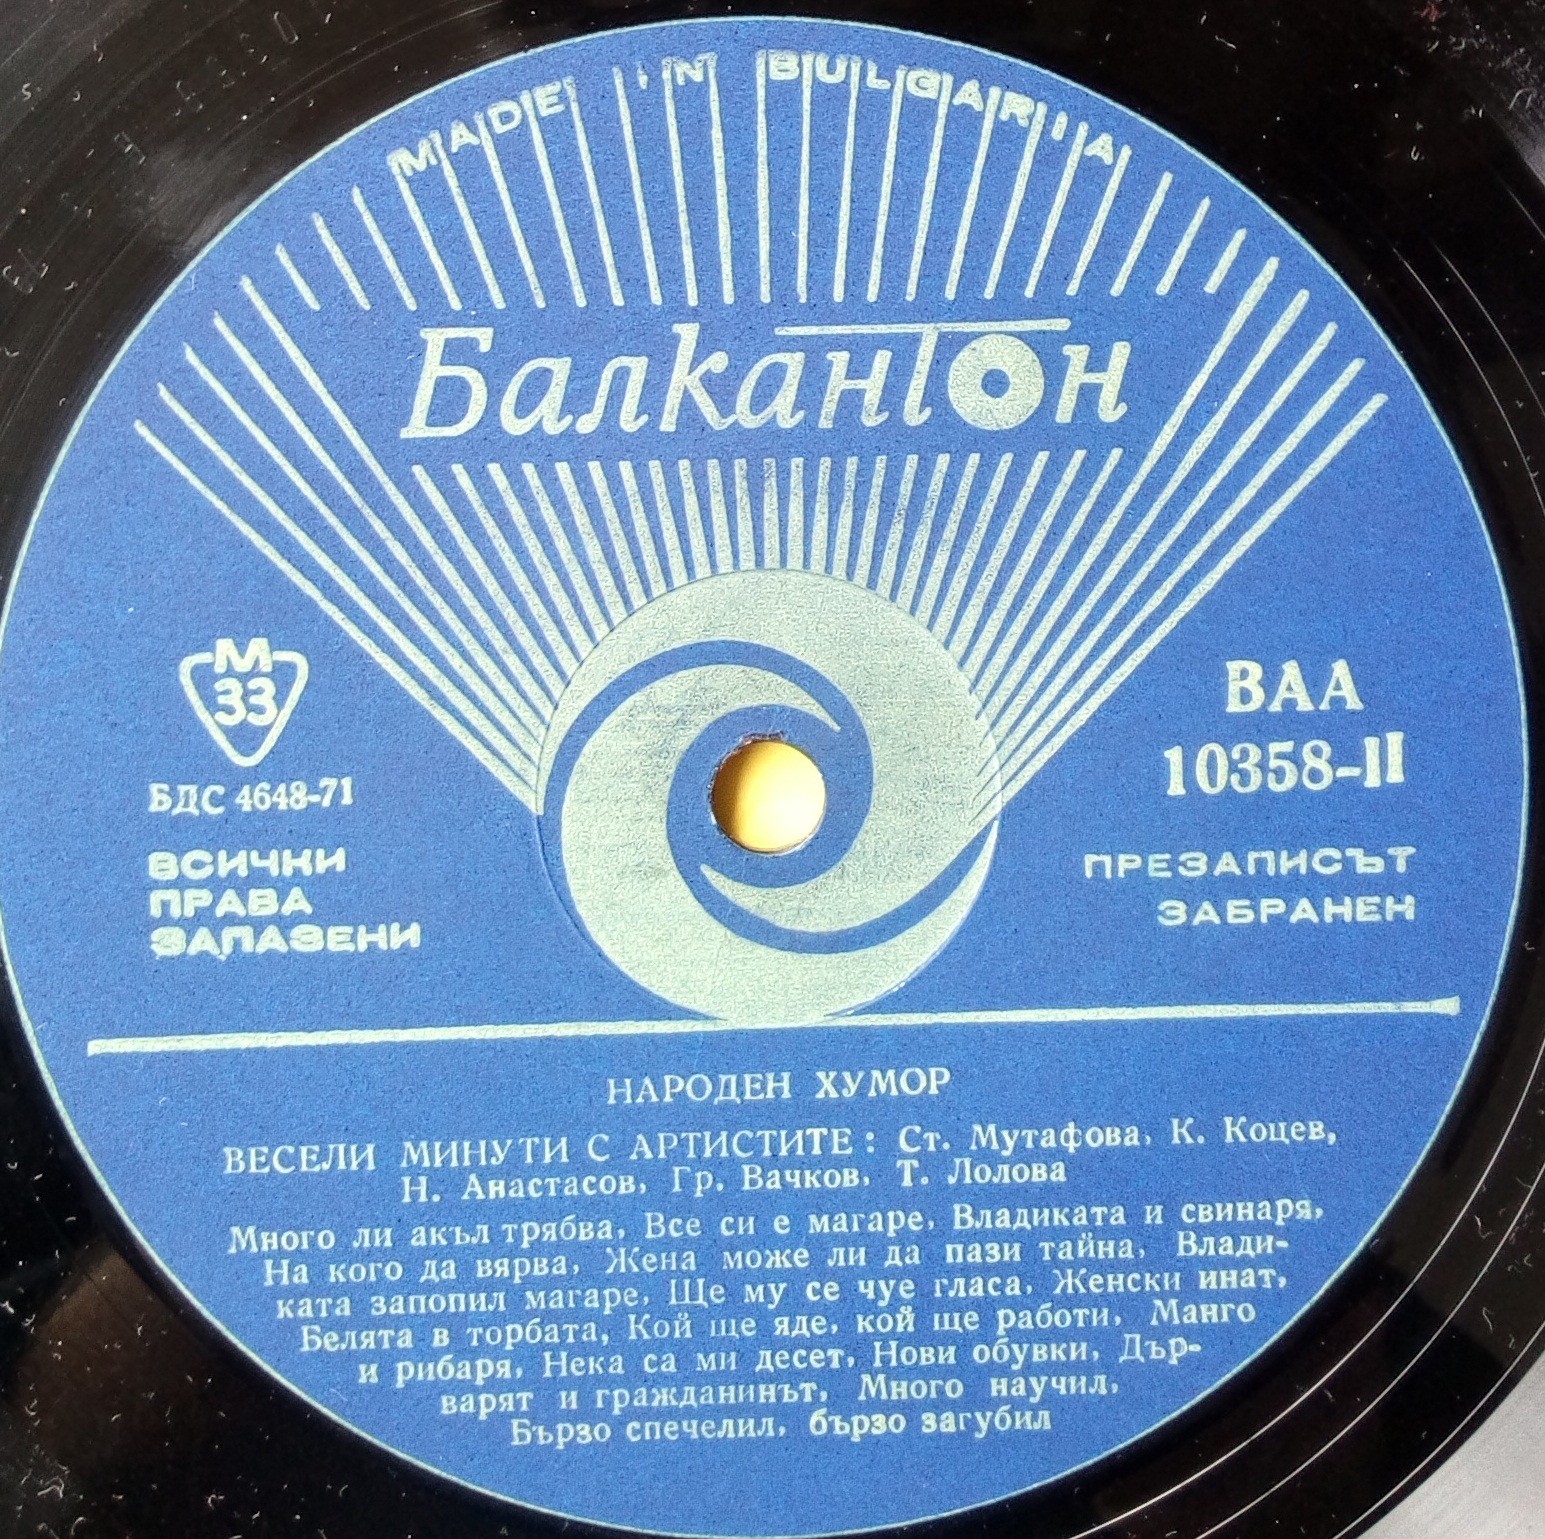 MADE IN BULGARIA
Балкантон
М
33
БДС 4648-71
ВСИЧКИ
ПРАВА
ЗАПАЗЕНИ
ВАА
10358-II
ПРЕЗАПИСЪТ
ЗАБРАНЕН
НАРОДЕН ХУМОР
ВЕСЕЛИ МИНУТИ С АРТИСТИТЕ: Ст. Мутафова, К. Коцев,
Н. Анастасов, Гр. Вачков, Т. Лолова
Много ли акъл трябва, Все си е магаре, Владиката и свинаря,
На кого да вярва, Жена може ли да пази тайна, Влади-
ката запопил магаре, Ще му се чуе гласа, Женски инат,
Белята в торбата, Кой ще яде, кой ще работи, Манго
и рибаря, Нека са ми десет, Нови обувки, Дър-
варят и гражданинът, Много научил,
Бързо спечелил, бързо загубил